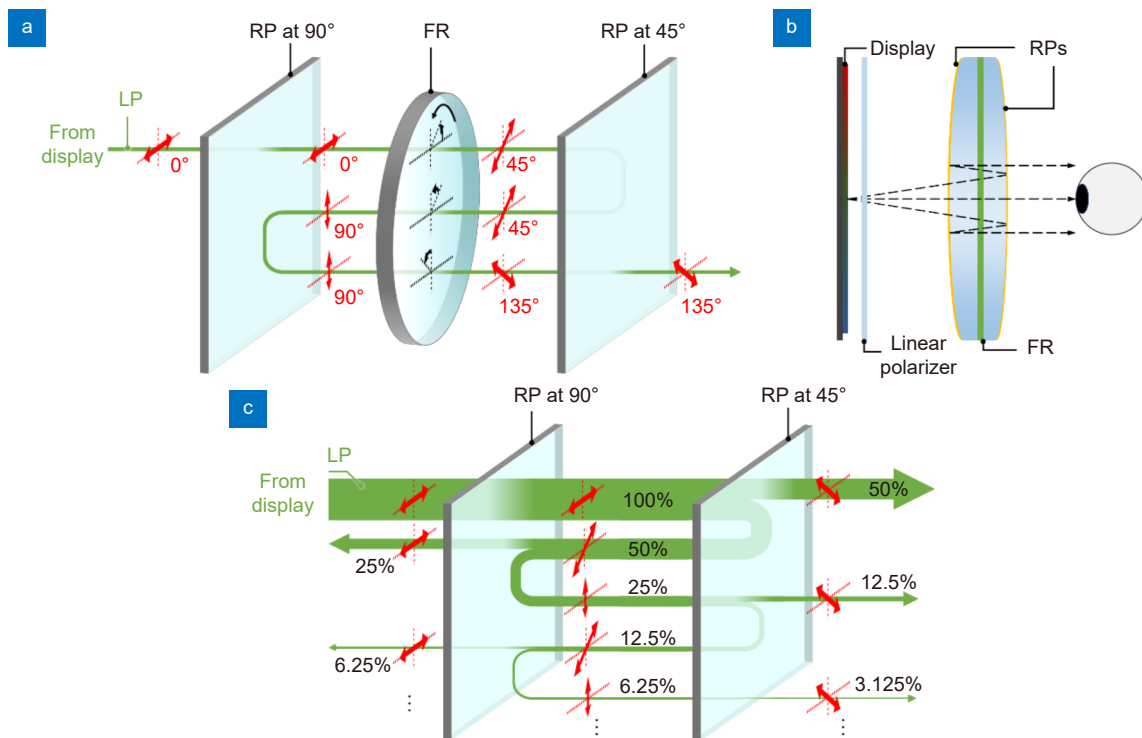 a
RP at 90°
FR
RP at 45°
LP
From
display
0°
0°
45°
90°
45°
90°
135°
135°
b
Display
RPs
Linear
polarizer
FR
c
RP at 90°
RP at 45°
LP
From
display
100%
50%
25%
50%
25%
12.5%
12.5%
6.25%
6.25%
3.125%
⋮
⋮
⋮